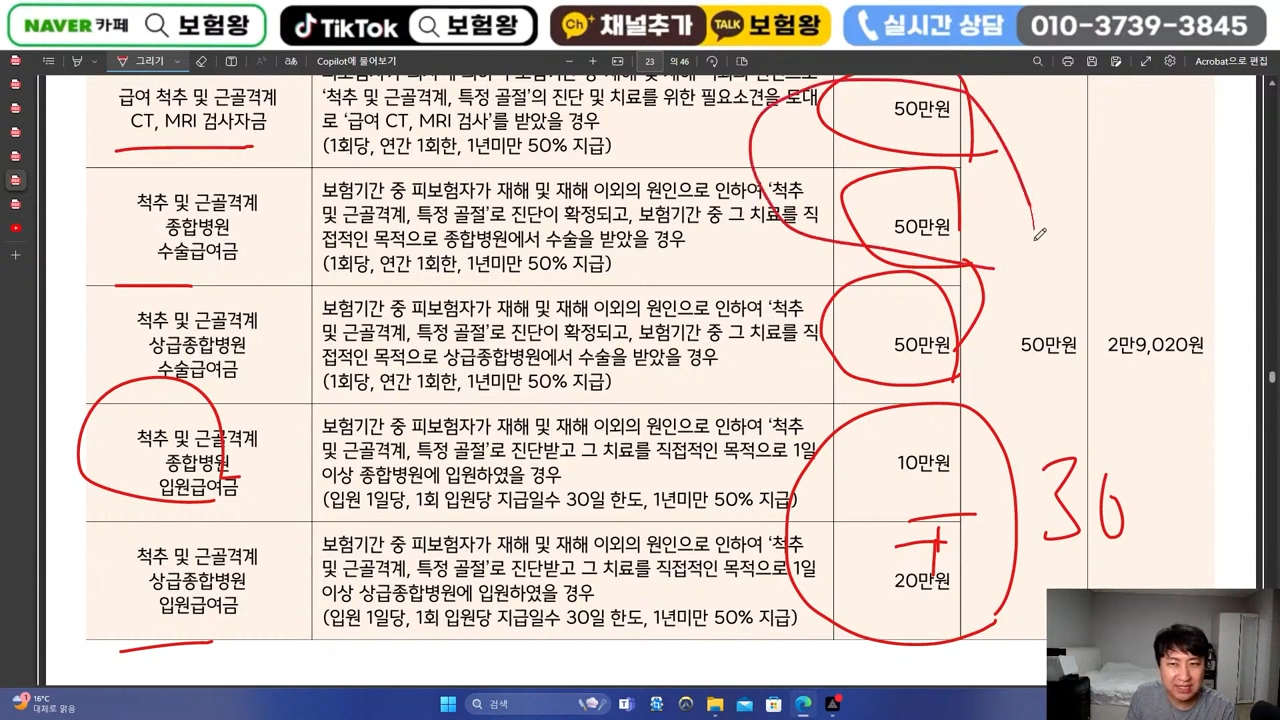 NAVER 카페 보험왕 TikTok 보험왕 Ch+ 채널추가 TALK 보험왕 실시간 상담 010-3739-3845
그리기 Copilot에 물어보기 23 의 46 Acrobat으로 편집
급여 척추 및 근골격계
CT, MRI 검사자금
‘척추 및 근골격계, 특정 골절’의 진단 및 치료를 위한 필요소견을 토대
로 ‘급여 CT, MRI 검사’를 받았을 경우
(1회당, 연간 1회한, 1년미만 50% 지급)
50만원
척추 및 근골격계
종합병원
수술급여금
보험기간 중 피보험자가 재해 및 재해 이외의 원인으로 인하여 ‘척추
및 근골격계, 특정 골절’로 진단이 확정되고, 보험기간 중 그 치료를 직
접적인 목적으로 종합병원에서 수술을 받았을 경우
(1회당, 연간 1회한, 1년미만 50% 지급)
50만원
척추 및 근골격계
상급종합병원
수술급여금
보험기간 중 피보험자가 재해 및 재해 이외의 원인으로 인하여 ‘척추
및 근골격계, 특정 골절’로 진단이 확정되고, 보험기간 중 그 치료를 직
접적인 목적으로 상급종합병원에서 수술을 받았을 경우
(1회당, 연간 1회한, 1년미만 50% 지급)
50만원
50만원
2만9,020원
척추 및 근골격계
종합병원
입원급여금
보험기간 중 피보험자가 재해 및 재해 이외의 원인으로 인하여 ‘척추
및 근골격계, 특정 골절’로 진단받고 그 치료를 직접적인 목적으로 1일
이상 종합병원에 입원하였을 경우
(입원 1일당, 1회 입원당 지급일수 30일 한도, 1년미만 50% 지급)
10만원
30
척추 및 근골격계
상급종합병원
입원급여금
보험기간 중 피보험자가 재해 및 재해 이외의 원인으로 인하여 ‘척추
및 근골격계, 특정 골절’로 진단받고 그 치료를 직접적인 목적으로 1일
이상 상급종합병원에 입원하였을 경우
(입원 1일당, 1회 입원당 지급일수 30일 한도, 1년미만 50% 지급)
20만원
16°C
대체로 맑음
검색